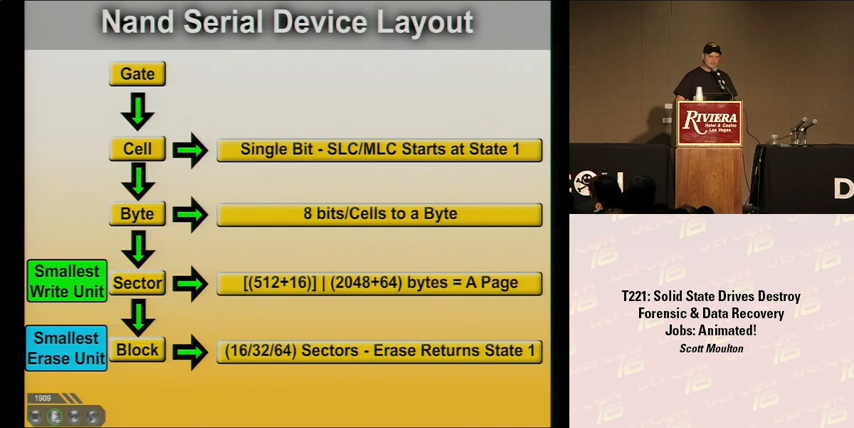 Nand Serial Device Layout
Gate
Cell
Single Bit - SLC/MLC Starts at State 1
Byte
8 bits/Cells to a Byte
Smallest
Write Unit
Sector
[(512+16)] | (2048+64) bytes = A Page
Smallest
Erase Unit
Block
(16/32/64) Sectors - Erase Returns State 1
1909
RIVIERA
Hotel & Casino
Las Vegas
CON
D
T221: Solid State Drives Destroy
Forensic & Data Recovery
Jobs: Animated!
Scott Moulton
DEFCON
16